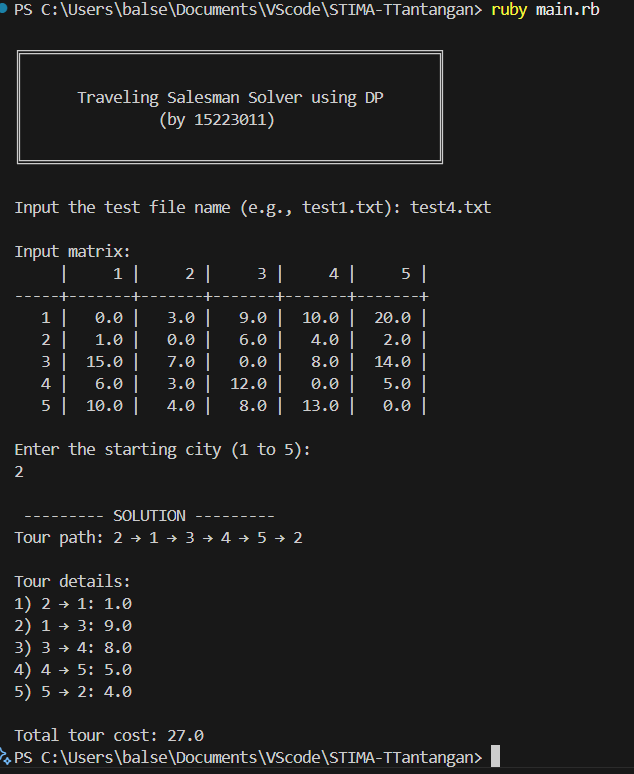 PS C:\Users\balse\Documents\VScode\STIMA-TTantangan> ruby main.rb
Traveling Salesman Solver using DP
(by 15223011)
Input the test file name (e.g., test1.txt): test4.txt
Input matrix:
     |     1 |     2 |     3 |     4 |     5 |
-----+-------+-------+-------+-------+-------+
   1 |   0.0 |   3.0 |   9.0 |  10.0 |  20.0 |
   2 |   1.0 |   0.0 |   6.0 |   4.0 |   2.0 |
   3 |  15.0 |   7.0 |   0.0 |   8.0 |  14.0 |
   4 |   6.0 |   3.0 |  12.0 |   0.0 |   5.0 |
   5 |  10.0 |   4.0 |   8.0 |  13.0 |   0.0 |
Enter the starting city (1 to 5):
2
--------- SOLUTION ---------
Tour path: 2 → 1 → 3 → 4 → 5 → 2
Tour details:
1) 2 → 1: 1.0
2) 1 → 3: 9.0
3) 3 → 4: 8.0
4) 4 → 5: 5.0
5) 5 → 2: 4.0
Total tour cost: 27.0
PS C:\Users\balse\Documents\VScode\STIMA-TTantangan>